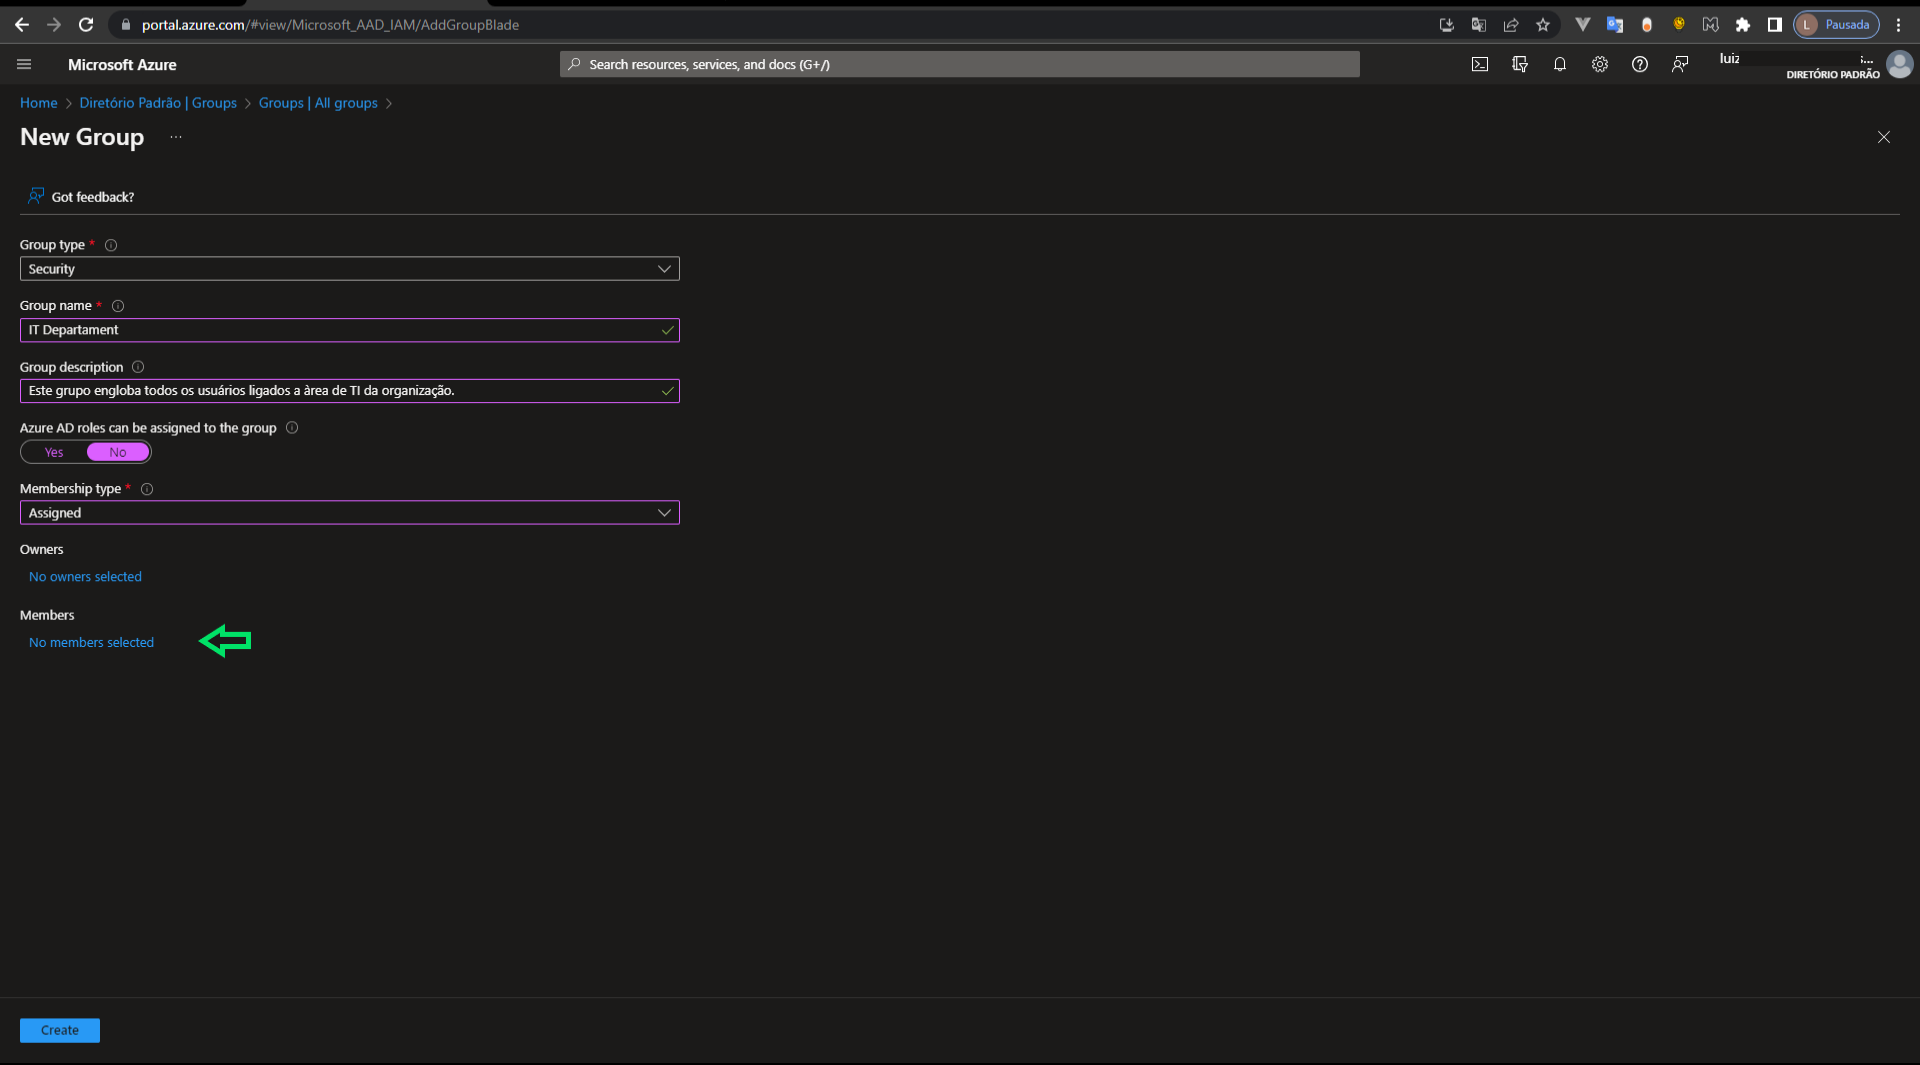 portal.azure.com/#view/Microsoft_AAD_IAM/AddGroupBlade
L Pausada
Microsoft Azure
Search resources, services, and docs (G+/)
luiz
s...
DIRETÓRIO PADRÃO
Home > Diretório Padrão | Groups > Groups | All groups >
New Group ...
Got feedback?
Group type *
Security
Group name *
IT Departament
Group description
Este grupo engloba todos os usuários ligados a àrea de TI da organização.
Azure AD roles can be assigned to the group
Yes No
Membership type *
Assigned
Owners
No owners selected
Members
No members selected
Create